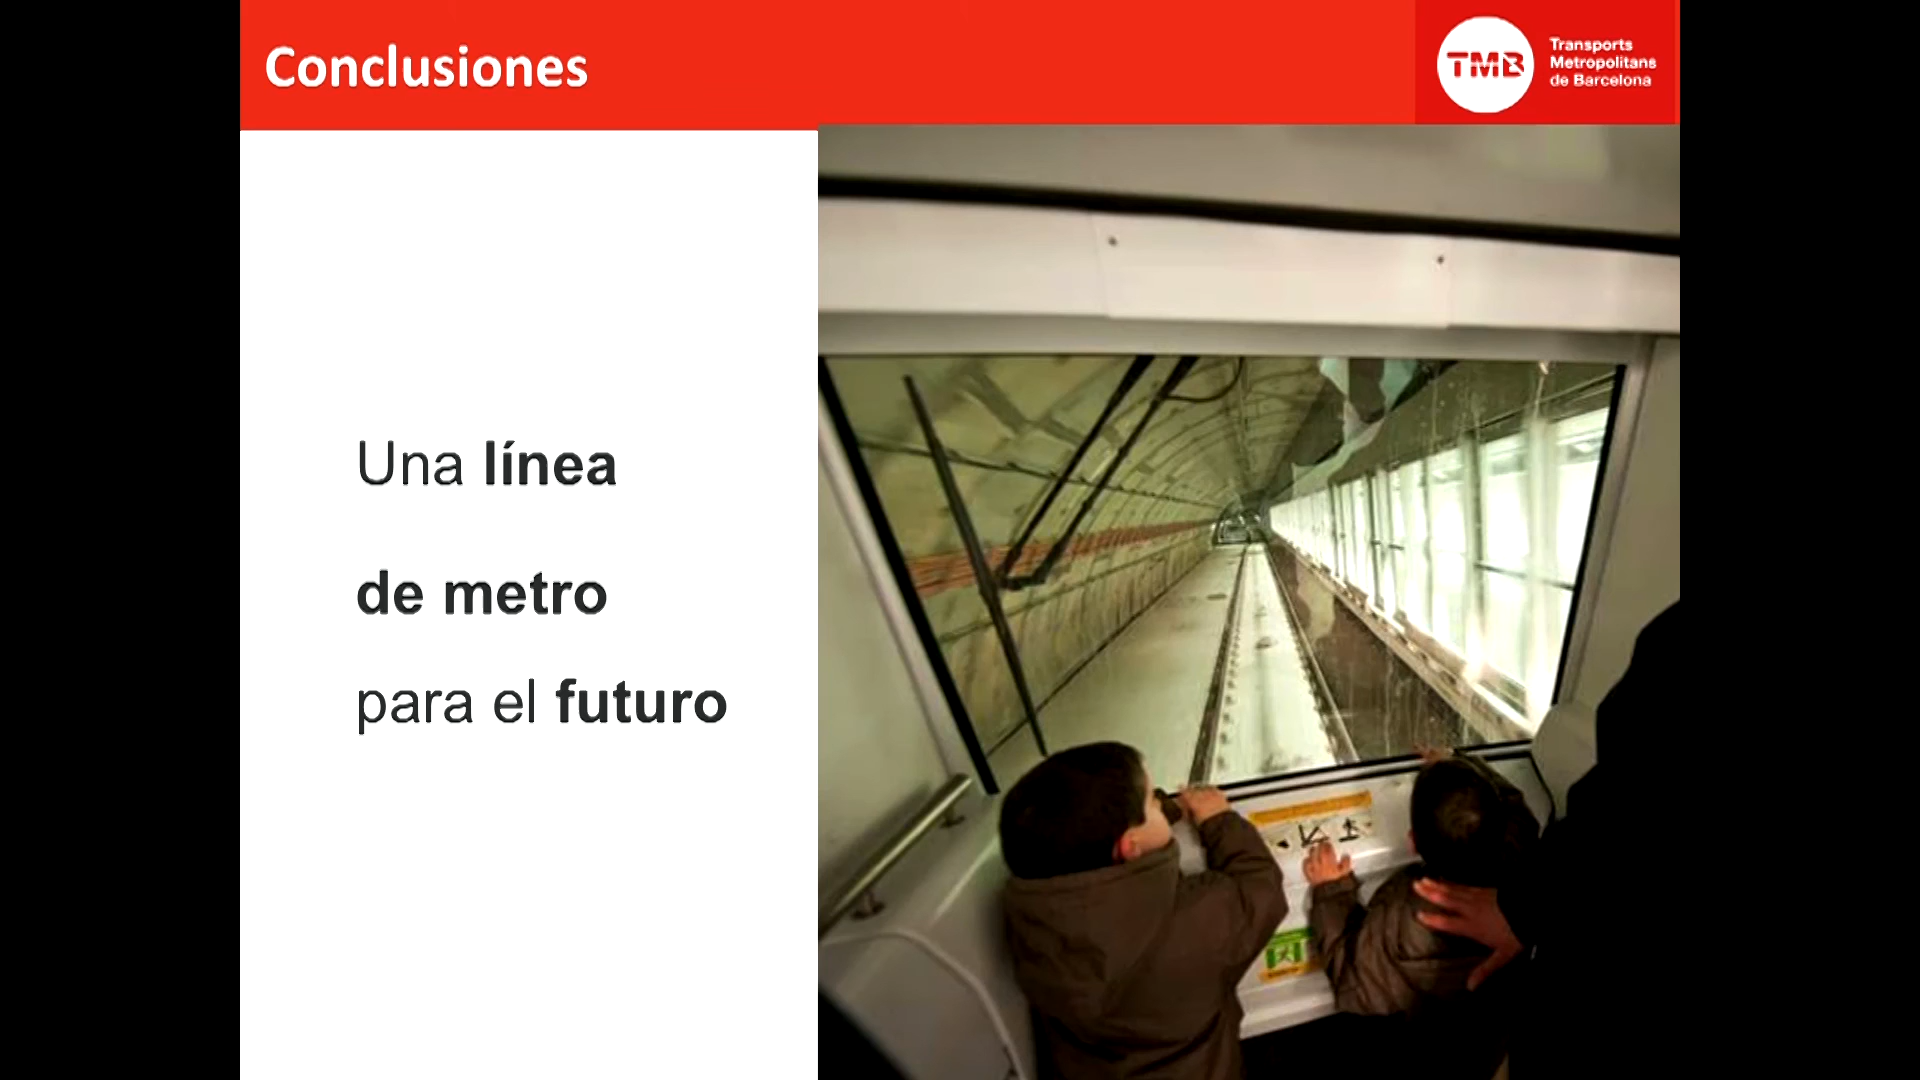 Conclusiones
TMB
Transports
Metropolitans
de Barcelona
Una línea
de metro
para el futuro